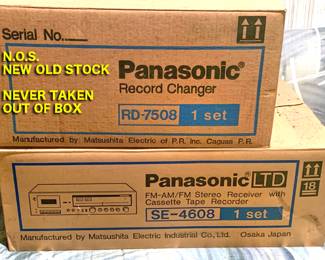 Serial No.
N.O.S.
NEW OLD STOCK
NEVER TAKEN
OUT OF BOX
Panasonic®
Record Changer
RD-7508 1 set
Manufactured by Matsushita Electric of P.R. Inc. Caguas P.R.
Panasonic LTD
FM-AM/FM Stereo Receiver with
Cassette Tape Recorder
SE-4608 1 set
18
Manufactured by Matsushita Electric Industrial Co., Ltd. Osaka Japan